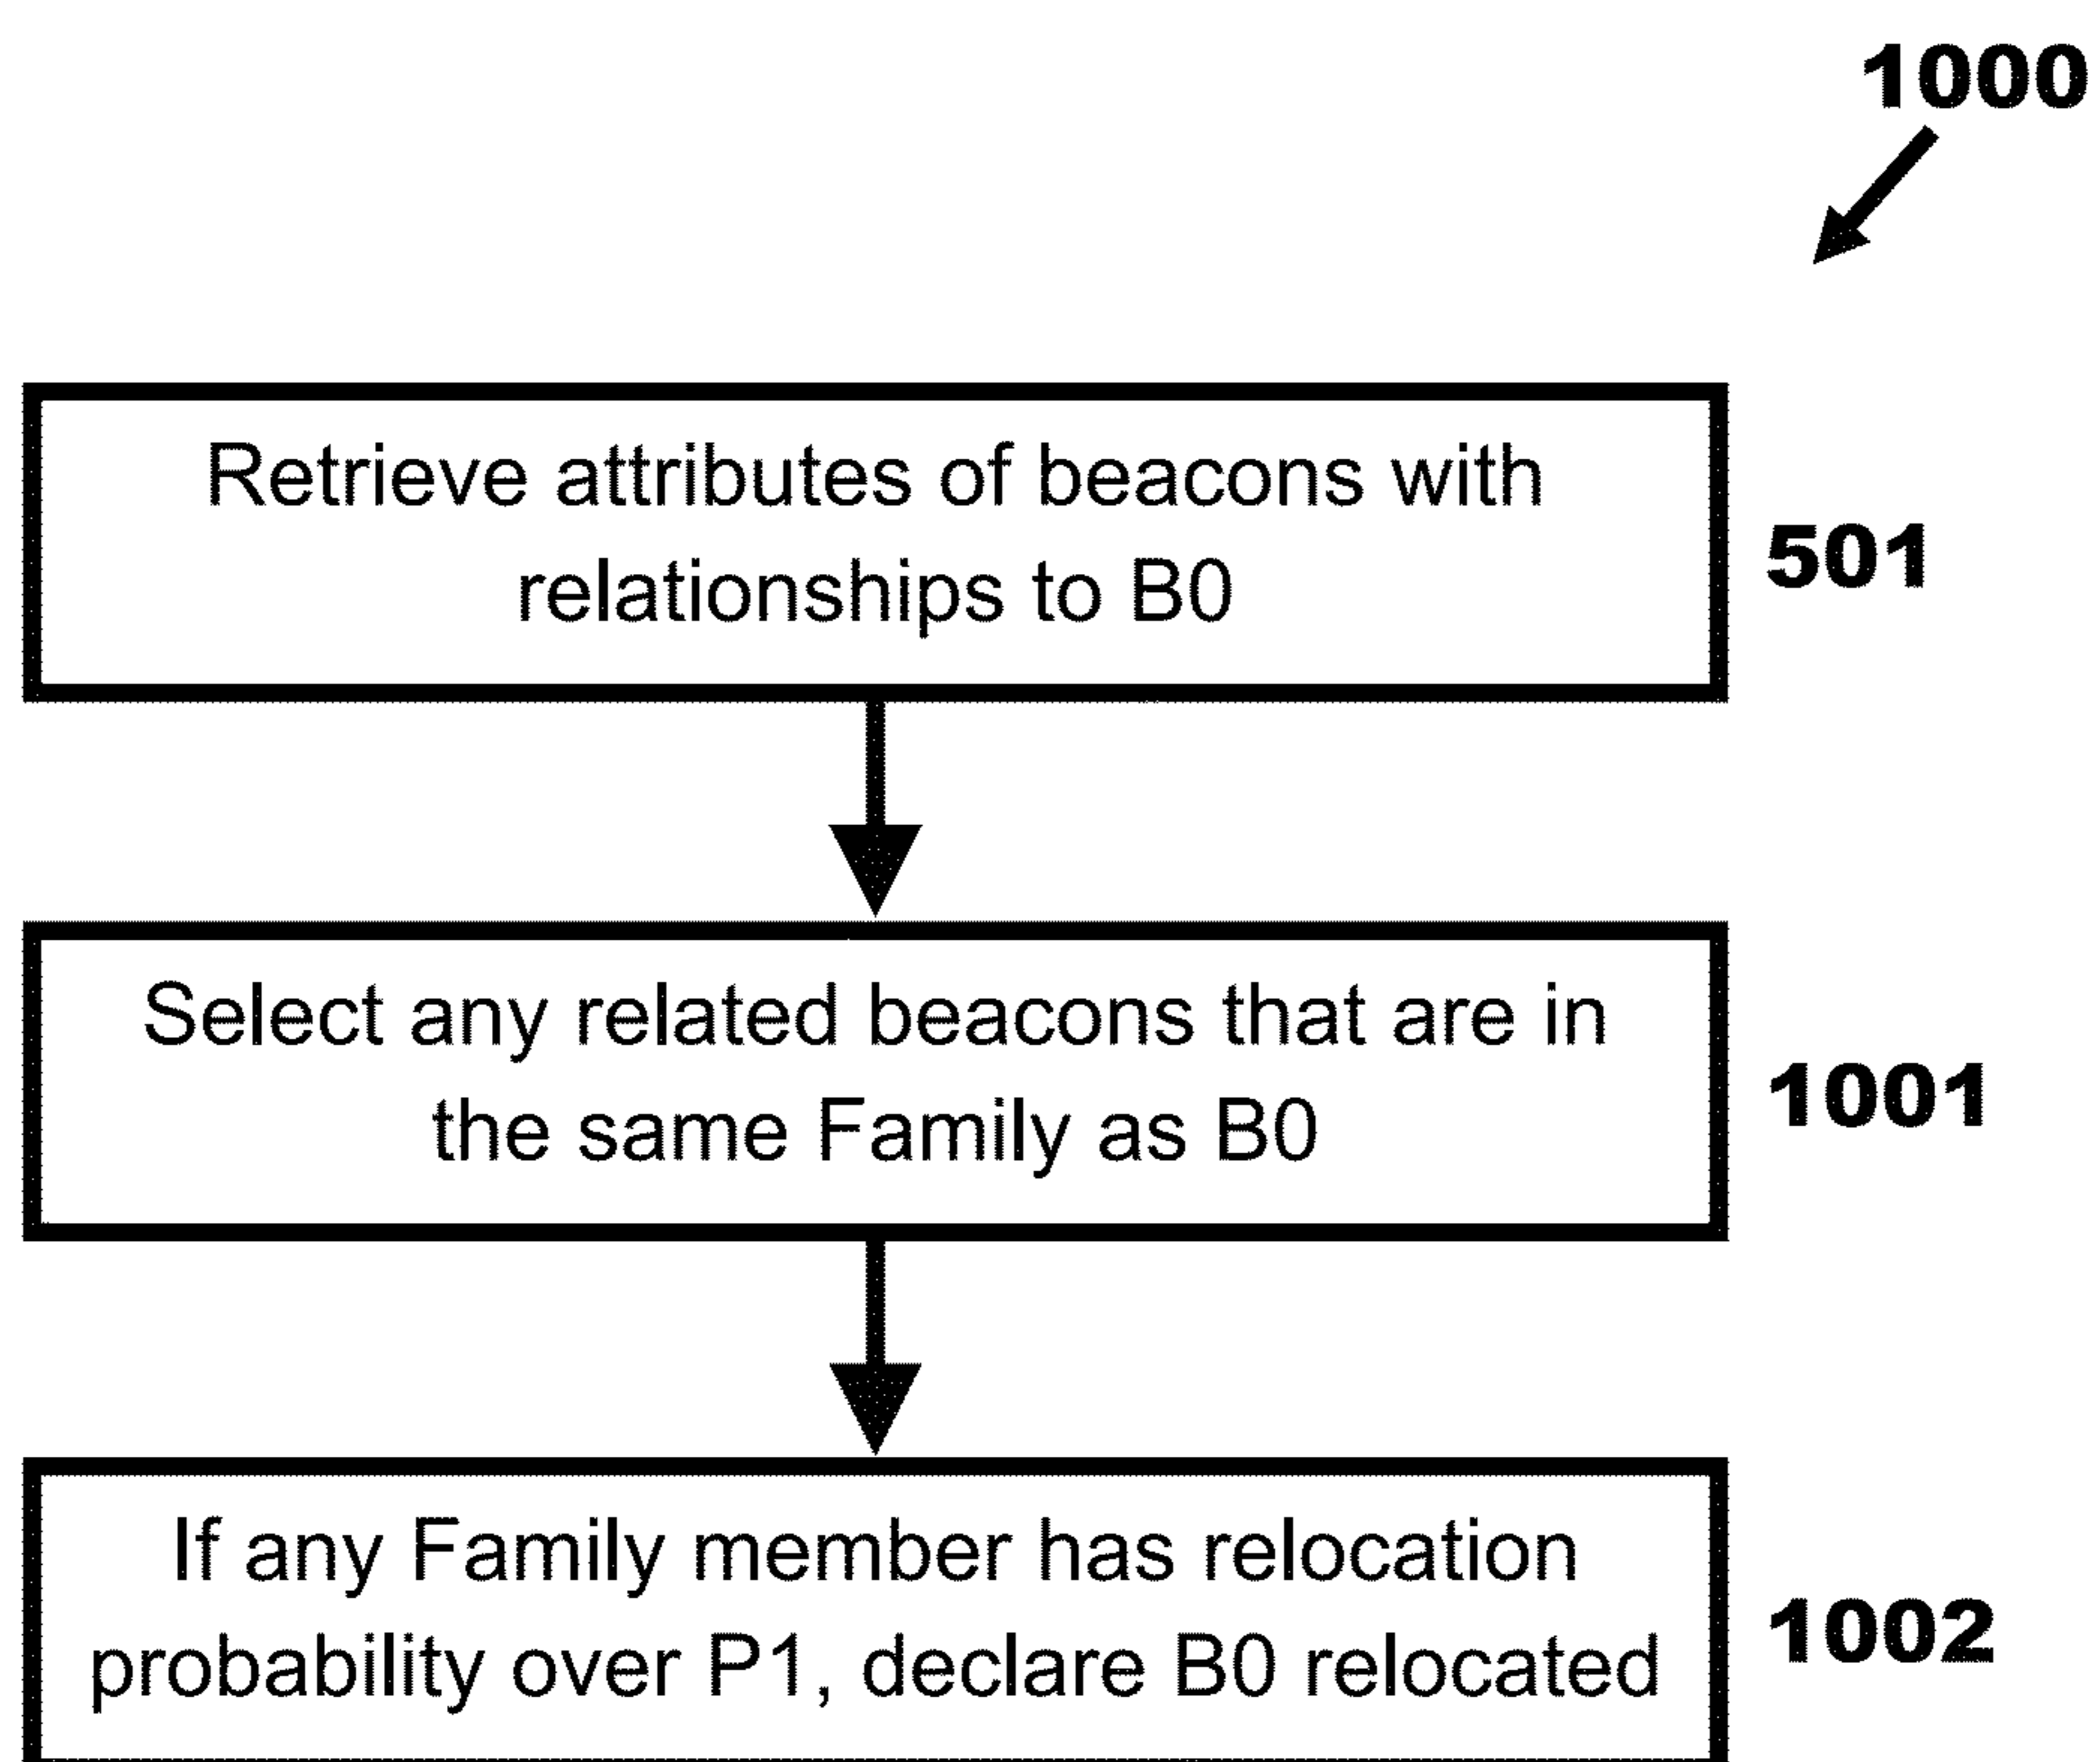 1000
Retrieve attributes of beacons with
relationships to B0
501
Select any related beacons that are in
the same Family as B0
1001
If any Family member has relocation
probability over P1, declare B0 relocated
1002